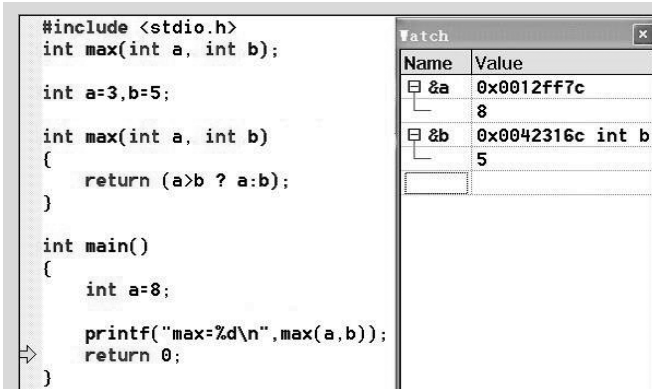 #include <stdio.h>
int max(int a, int b);
int a=3,b=5;
int max(int a, int b)
{
return (a>b ? a:b);
}
int main()
{
int a=8;
printf("max=%d\n",max(a,b));
return 0;
}
Watch
Name Value
&a 0x0012ff7c
8
&b 0x0042316c int b
5